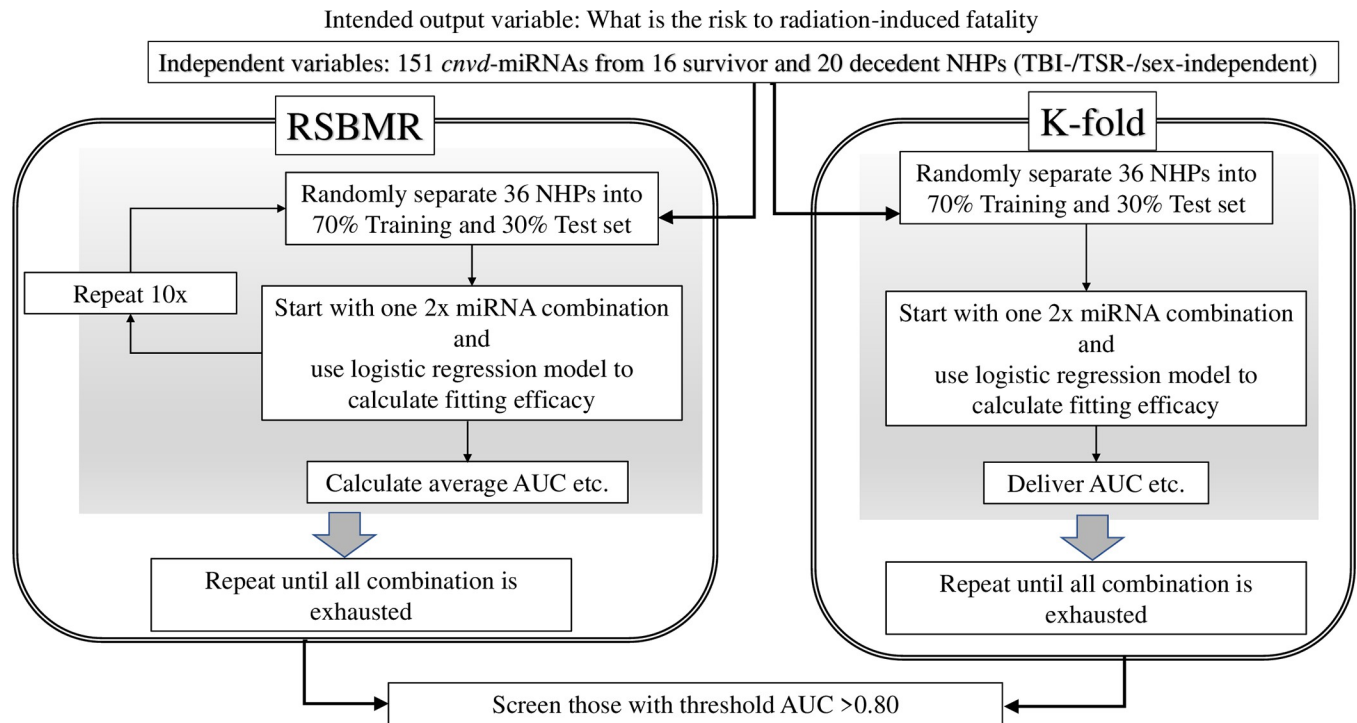 Intended output variable: What is the risk to radiation-induced fatality
Independent variables: 151 cnvd-miRNAs from 16 survivor and 20 decedent NHPs (TBI-/TSR-/sex-independent)
RSBMR
Randomly separate 36 NHPs into
70% Training and 30% Test set
Repeat 10x
Start with one 2x miRNA combination
and
use logistic regression model to
calculate fitting efficacy
Calculate average AUC etc.
Repeat until all combination is
exhausted
K-fold
Randomly separate 36 NHPs into
70% Training and 30% Test set
Start with one 2x miRNA combination
and
use logistic regression model to
calculate fitting efficacy
Deliver AUC etc.
Repeat until all combination is
exhausted
Screen those with threshold AUC >0.80